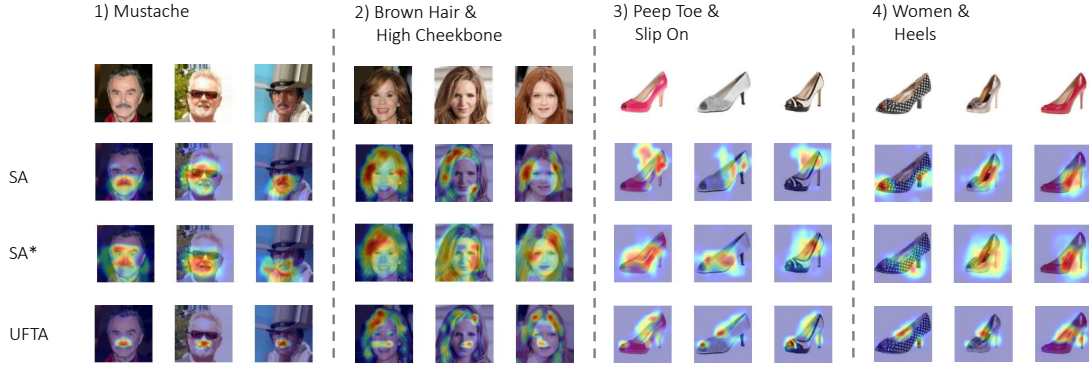 1) Mustache
2) Brown Hair &
High Cheekbone
3) Peep Toe &
Slip On
4) Women &
Heels
SA
SA*
UFTA